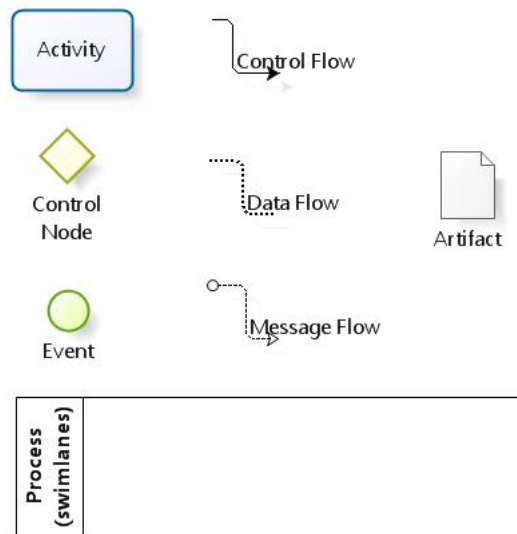 Activity
Control Flow
Control
Node
Data Flow
Artifact
Event
Message Flow
Process
(swimlanes)